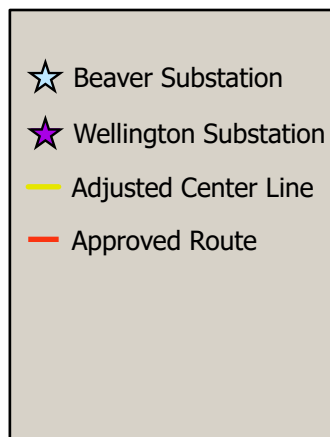 Beaver Substation
Wellington Substation
Adjusted Center Line
Approved Route